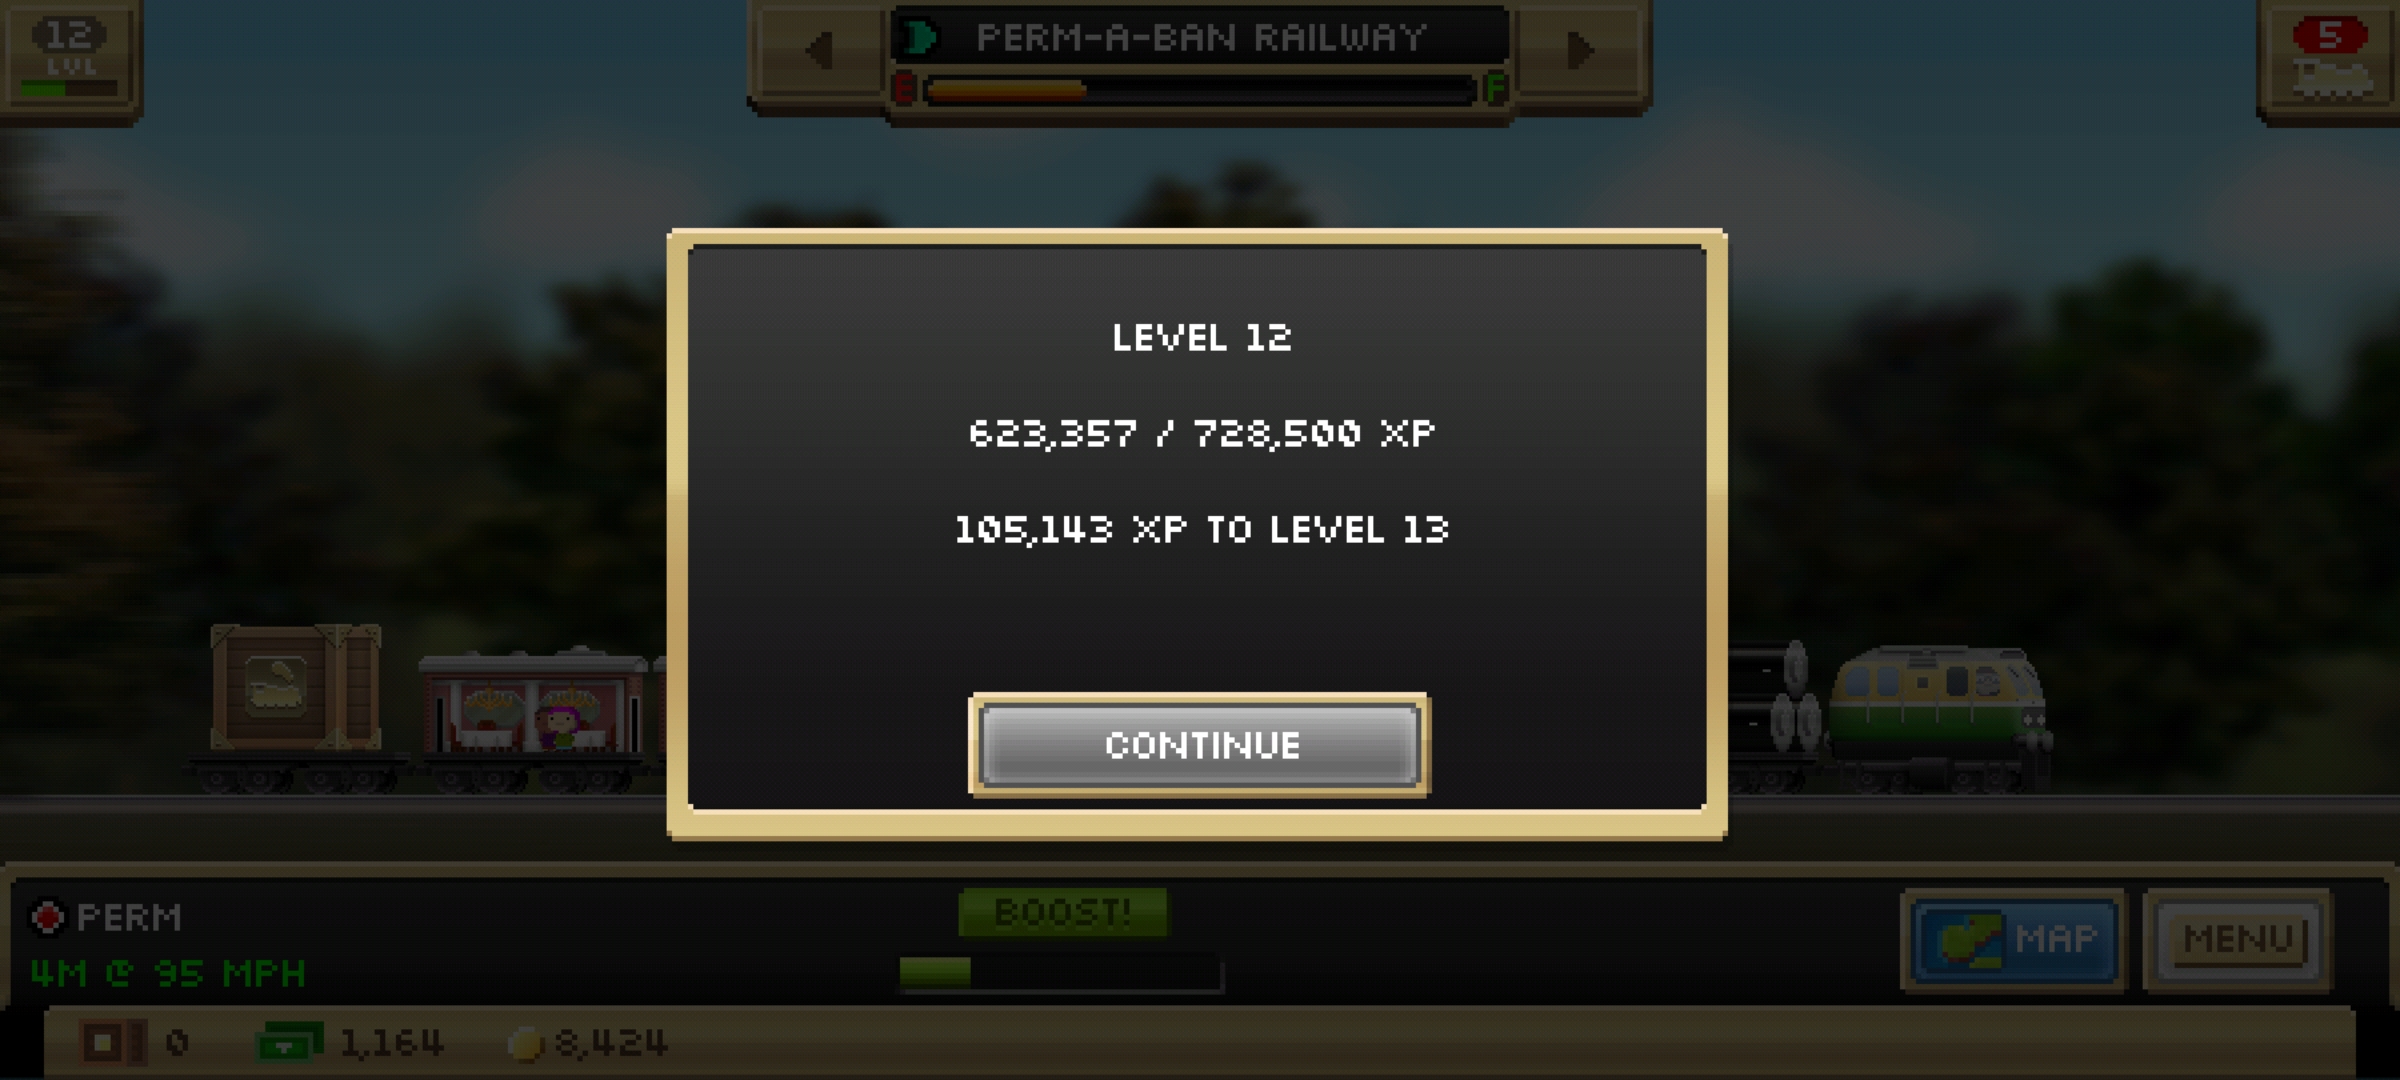 12
LVL
PERM-A-BAN RAILWAY
E F
5
LEVEL 12
623,357 / 728,500 XP
105,143 XP TO LEVEL 13
CONTINUE
PERM
4M @ 95 MPH
BOOST!
MAP
MENU
0 1,164 8,424